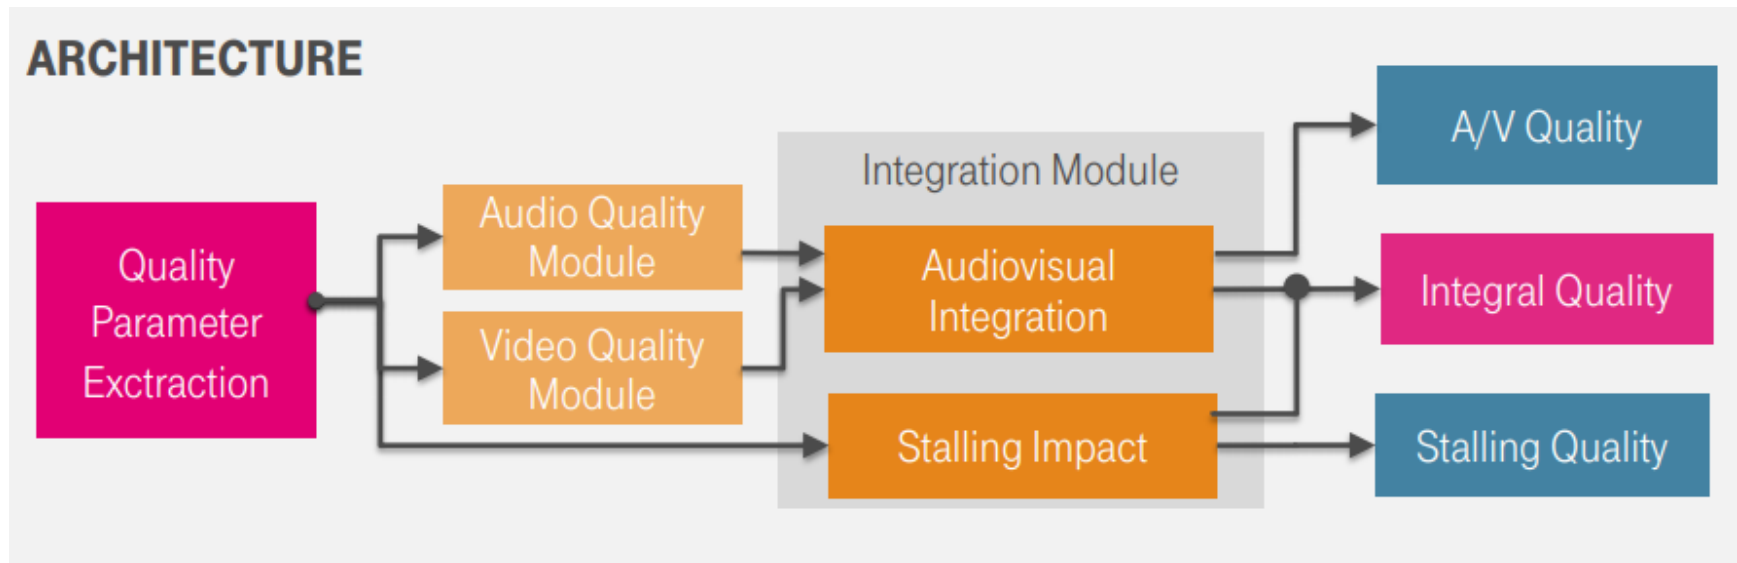 ARCHITECTURE
Quality
Parameter
Exctraction
Audio Quality
Module
Video Quality
Module
Integration Module
Audiovisual
Integration
Stalling Impact
A/V Quality
Integral Quality
Stalling Quality